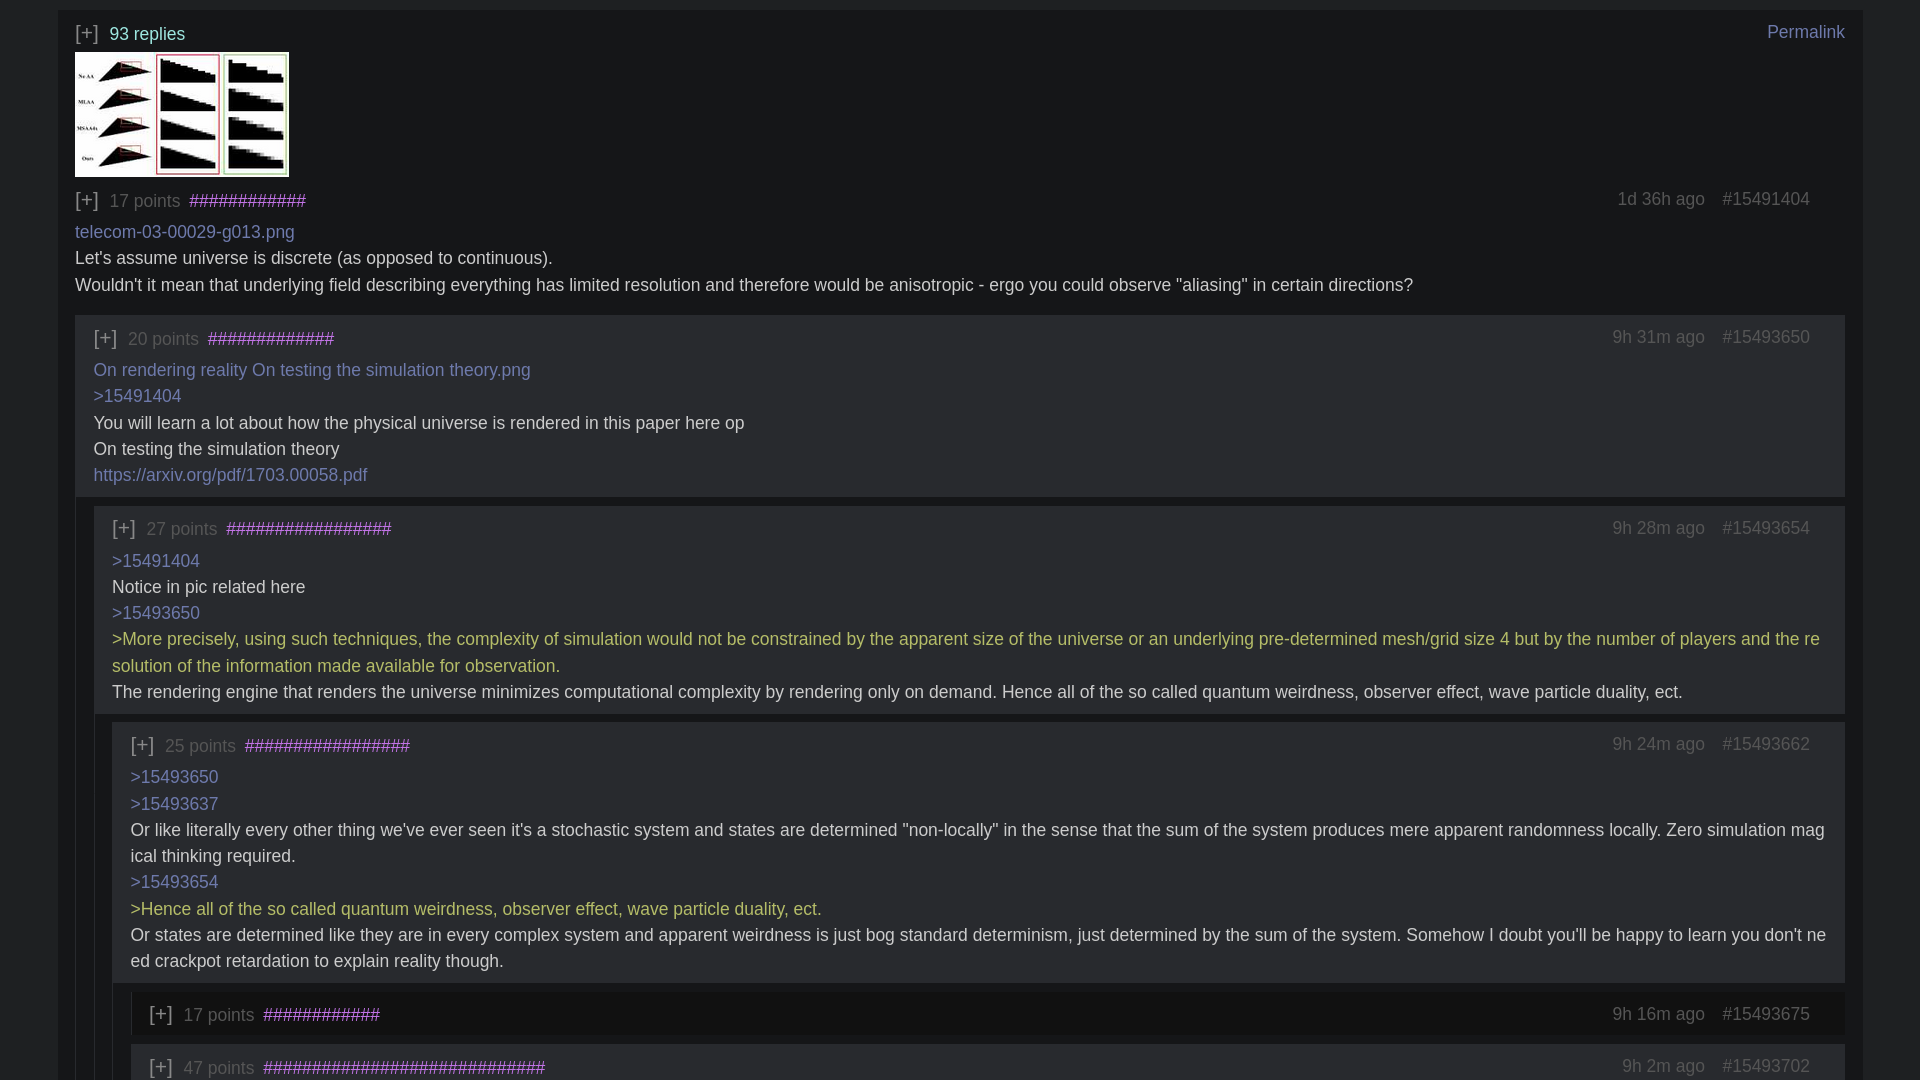 [+] 93 replies Permalink
No AA
MLAA
MSAA4x
Ours
[+] 17 points ############ 1d 36h ago #15491404
telecom-03-00029-g013.png
Let's assume universe is discrete (as opposed to continuous).
Wouldn't it mean that underlying field describing everything has limited resolution and therefore would be anisotropic - ergo you could observe "aliasing" in certain directions?
[+] 20 points ############# 9h 31m ago #15493650
On rendering reality On testing the simulation theory.png
>15491404
You will learn a lot about how the physical universe is rendered in this paper here op
On testing the simulation theory
https://arxiv.org/pdf/1703.00058.pdf
[+] 27 points ################# 9h 28m ago #15493654
>15491404
Notice in pic related here
>15493650
>More precisely, using such techniques, the complexity of simulation would not be constrained by the apparent size of the universe or an underlying pre-determined mesh/grid size 4 but by the number of players and the re
solution of the information made available for observation.
The rendering engine that renders the universe minimizes computational complexity by rendering only on demand. Hence all of the so called quantum weirdness, observer effect, wave particle duality, ect.
[+] 25 points ################# 9h 24m ago #15493662
>15493650
>15493637
Or like literally every other thing we've ever seen it's a stochastic system and states are determined "non-locally" in the sense that the sum of the system produces mere apparent randomness locally. Zero simulation mag
ical thinking required.
>15493654
>Hence all of the so called quantum weirdness, observer effect, wave particle duality, ect.
Or states are determined like they are in every complex system and apparent weirdness is just bog standard determinism, just determined by the sum of the system. Somehow I doubt you'll be happy to learn you don't ne
ed crackpot retardation to explain reality though.
[+] 17 points ############ 9h 16m ago #15493675
[+] 47 points ############################# 9h 2m ago #15493702